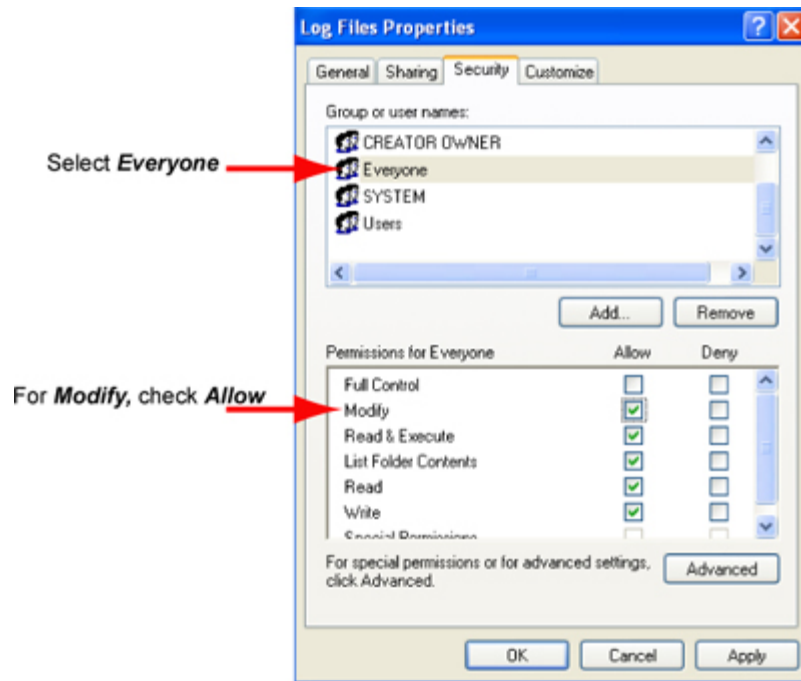 Log Files Properties
General Sharing Security Customize
Group or user names:
CREATOR OWNER
Select Everyone
Everyone
SYSTEM
Users
Add... Remove
Permissions for Everyone Allow Deny
Full Control
For Modify, check Allow
Modify
Read & Execute
List Folder Contents
Read
Write
Special Permissions
For special permissions or for advanced settings,
click Advanced.
Advanced
OK Cancel Apply